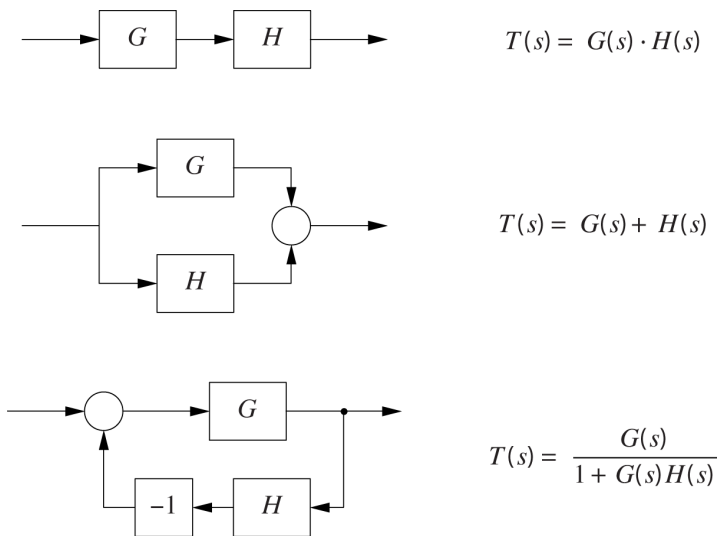 G H T(s) = G(s) · H(s)
G
T(s) = G(s) + H(s)
H
G
T(s) = G(s) / 1 + G(s)H(s)
−1 H